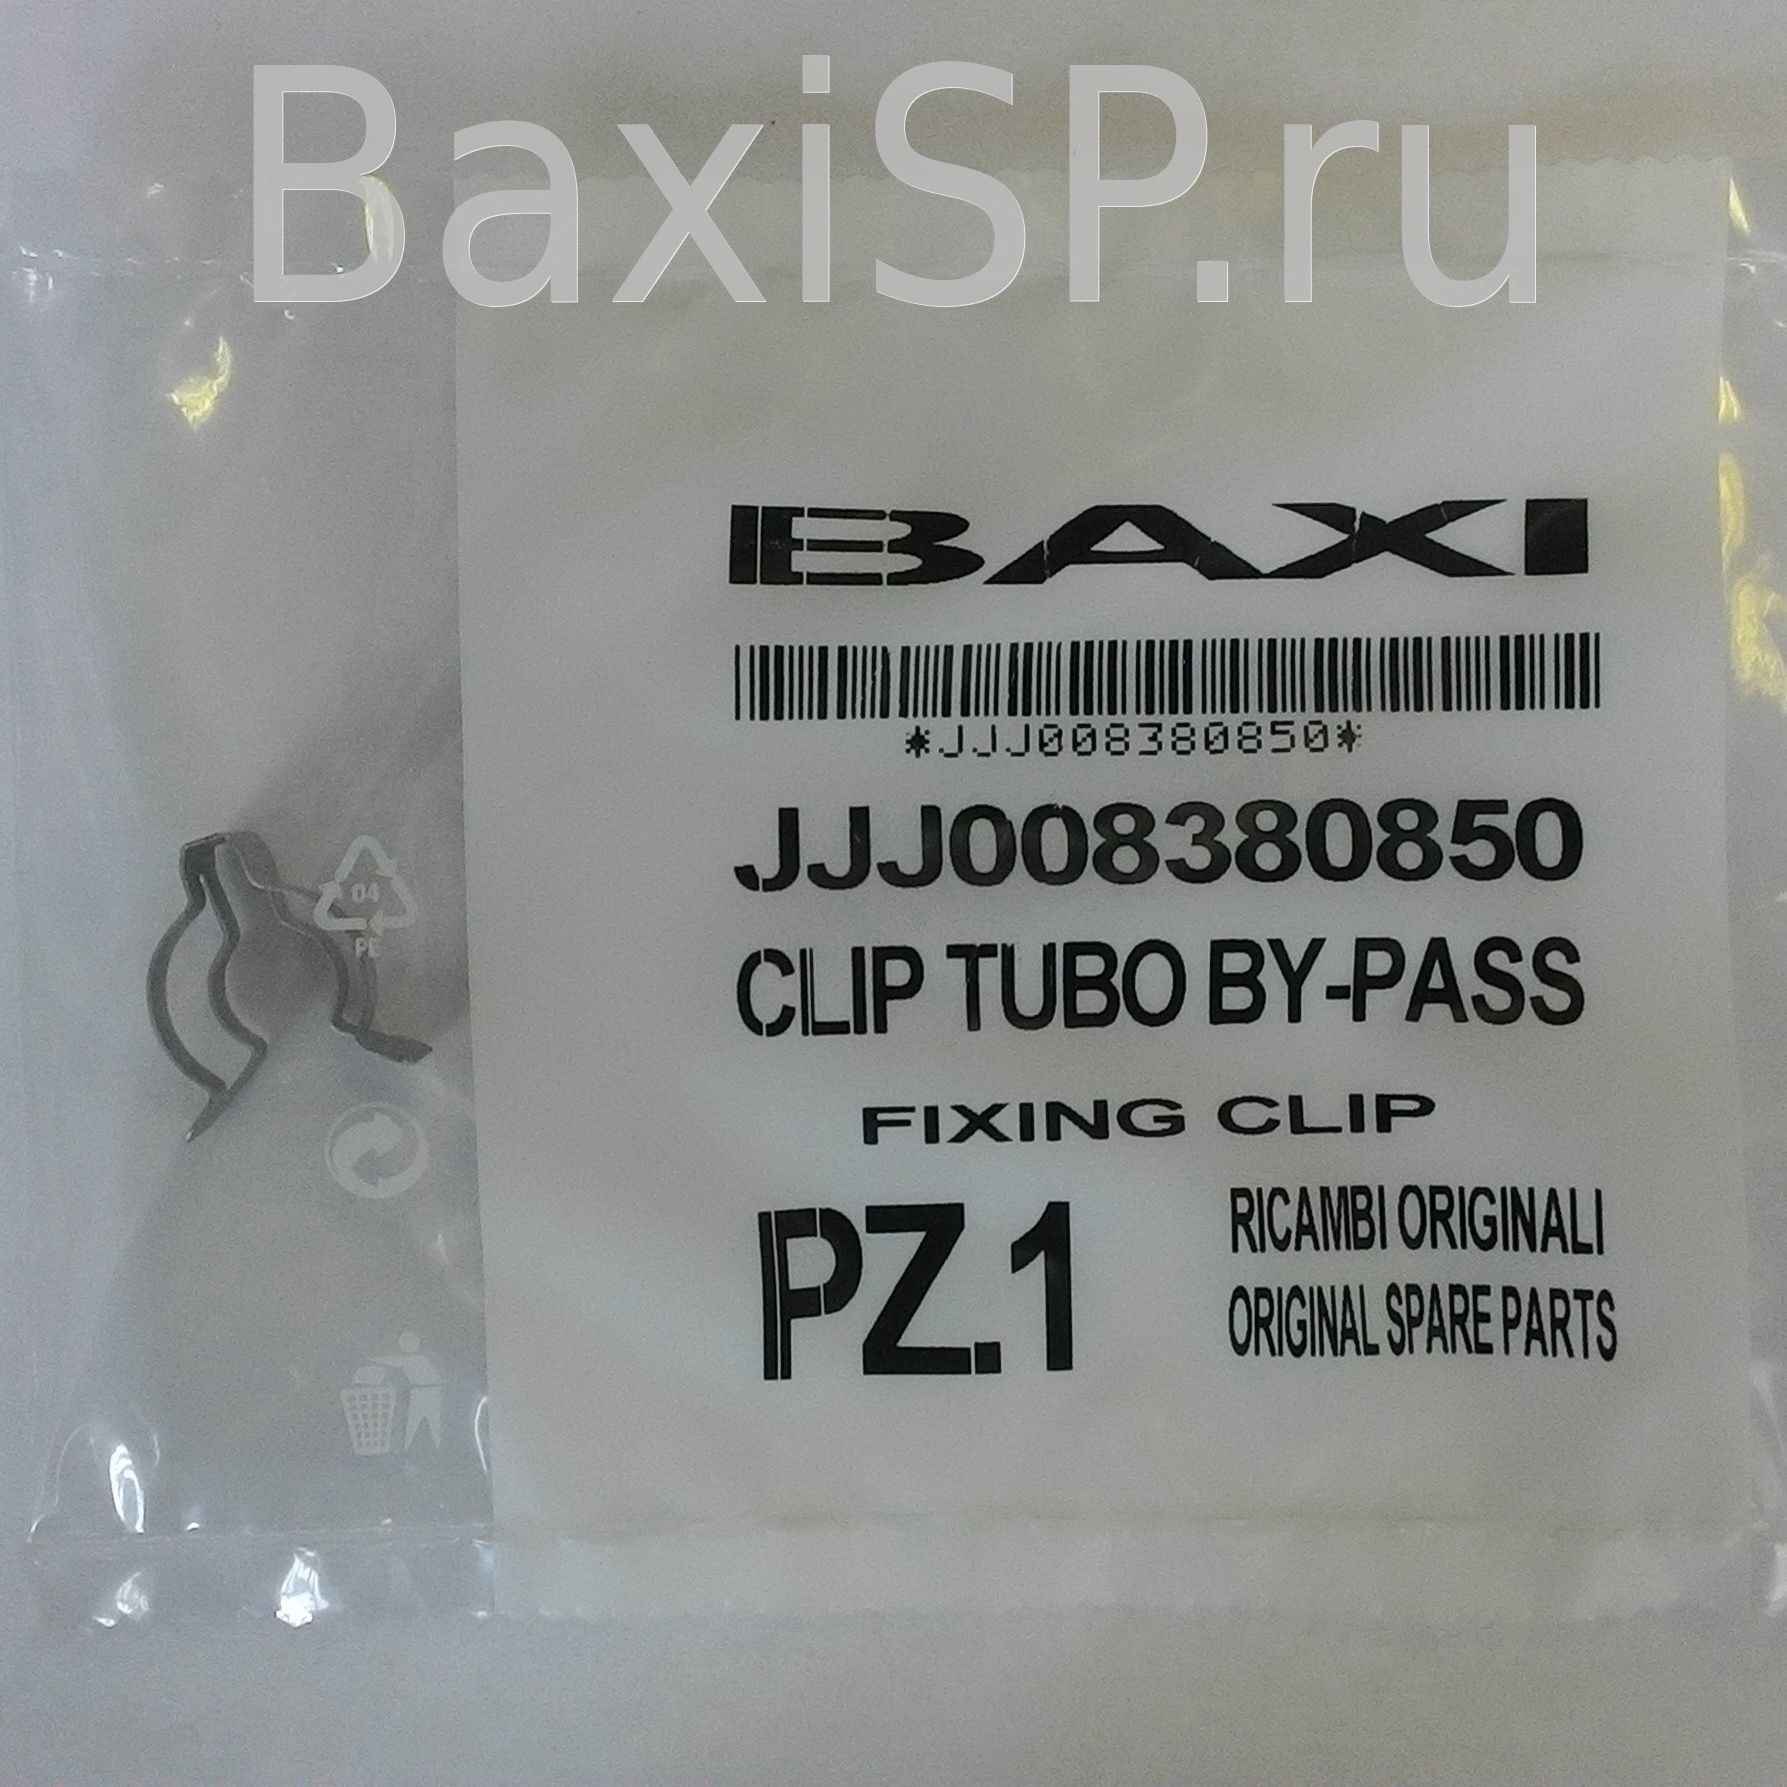 BaxiSP.ru
BAXI
*JJJ008380850*
JJJ008380850
CLIP TUBO BY-PASS
FIXING CLIP
PZ.1
RICAMBI ORIGINALI
ORIGINAL SPARE PARTS
04
PE